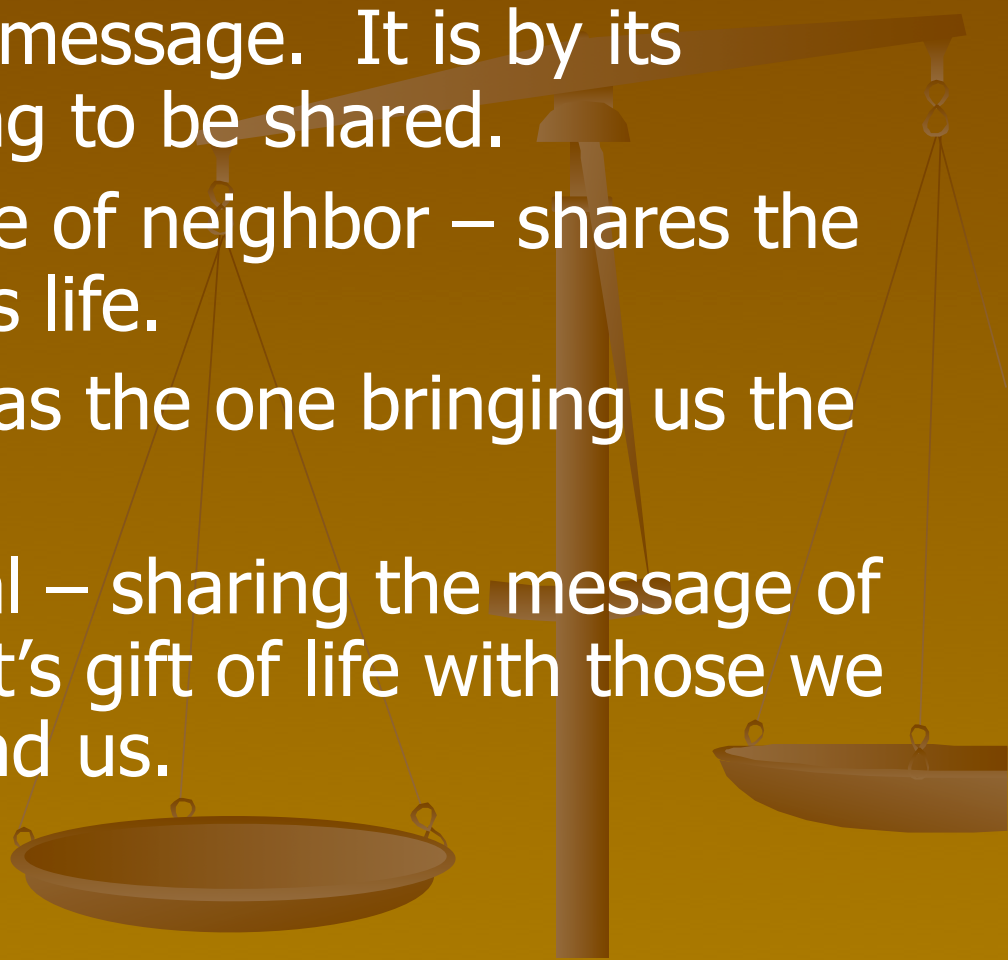 message. It is by its
g to be shared.
e of neighbor – shares the
s life.
as the one bringing us the
l – sharing the message of
t’s gift of life with those we
nd us.